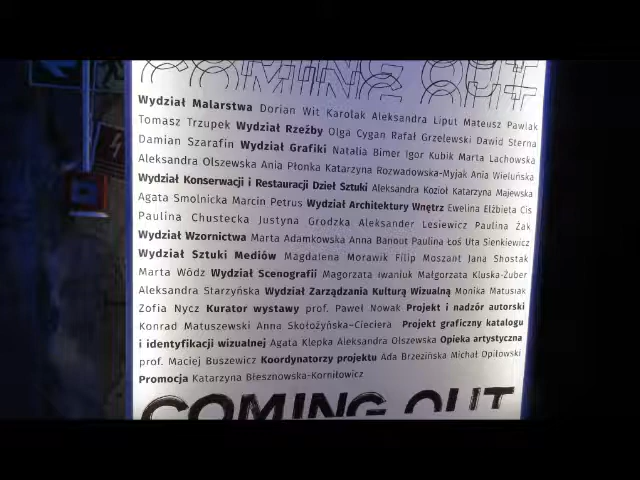 COMING OUT
Wydział Malarstwa Dorian Wit Karolak Aleksandra Liput Mateusz Pawlak
Tomasz Trzupek Wydział Rzeźby Olga Cygan Rafał Grzelewski Dawid Sterna
Damian Szarafin Wydział Grafiki Natalia Bimer Igor Kubik Marta Lachowska
Aleksandra Olszewska Ania Płonka Katarzyna Rozwadowska-Myjak Ania Wieluńska
Wydział Konserwacji i Restauracji Dzieł Sztuki Aleksandra Kozioł Katarzyna Majewska
Agata Smolnicka Marcin Petrus Wydział Architektury Wnętrz Ewelina Elżbieta Cis
Paulina Chustecka Justyna Grodzka Aleksander Lesiewicz Paulina Żak
Wydział Wzornictwa Marta Adamkowska Anna Banout Paulina Łoś Uta Sienkiewicz
Wydział Sztuki Mediów Magdalena Morawik Filip Moszant Jana Shostak
Marta Wódz Wydział Scenografii Magorzata Iwaniuk Małgorzata Kluska-Żuber
Aleksandra Starzyńska Wydział Zarządzania Kulturą Wizualną Monika Matusiak
Zofia Nycz Kurator wystawy prof. Paweł Nowak Projekt i nadzór autorski
Konrad Matuszewski Anna Skołożyńska-Cieciera Projekt graficzny katalogu
i identyfikacji wizualnej Agata Klepka Aleksandra Olszewska Opieka artystyczna
prof. Maciej Buszewicz Koordynatorzy projektu Ada Brzezińska Michał Opiłowski
Promocja Katarzyna Błesznowska-Korniłowicz
COMING OUT